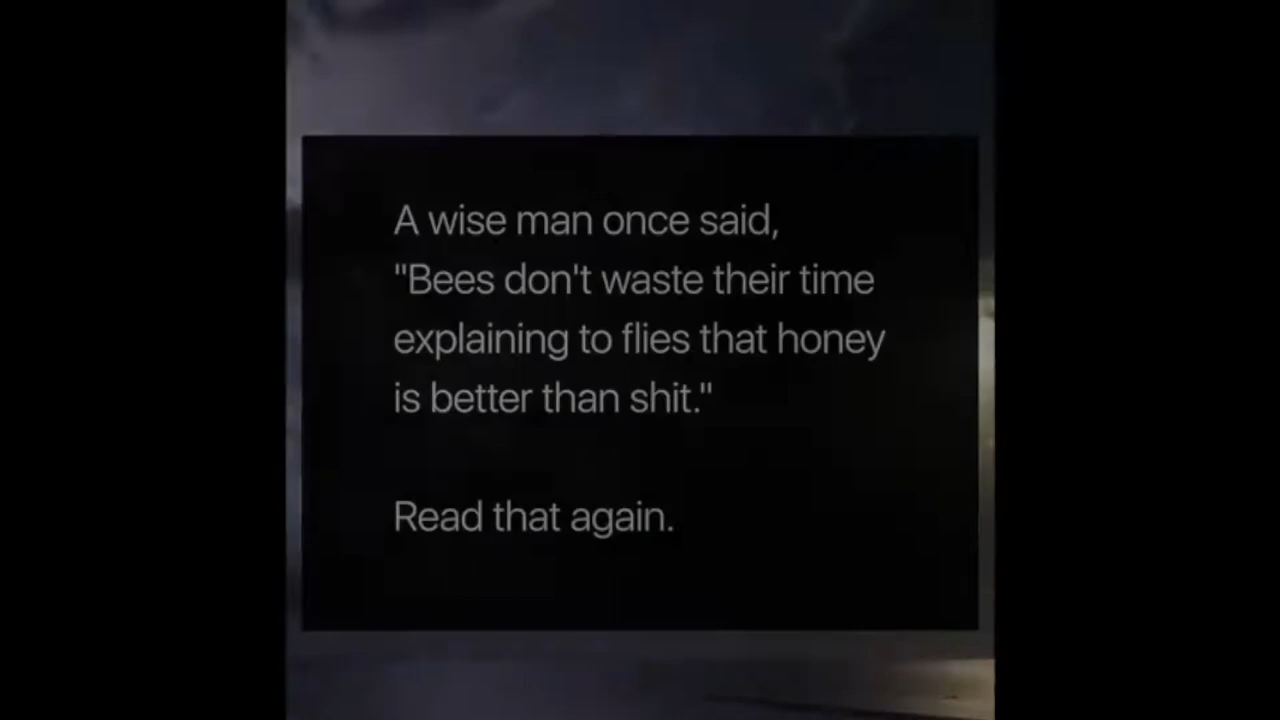 A wise man once said,
"Bees don't waste their time
explaining to flies that honey
is better than shit."
Read that again.